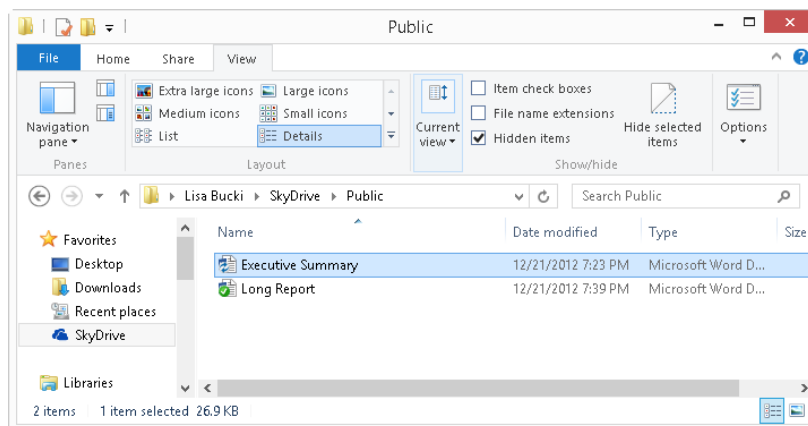 Public
File Home Share View
Extra large icons Large icons
Medium icons Small icons
List Details
Navigation pane
Current view
Item check boxes
File name extensions
Hidden items
Hide selected items
Options
Panes Layout Show/hide
Lisa Bucki SkyDrive Public Search Public
Name Date modified Type Size
Favorites
Desktop
Downloads
Recent places
SkyDrive
Libraries
Executive Summary 12/21/2012 7:23 PM Microsoft Word D...
Long Report 12/21/2012 7:39 PM Microsoft Word D...
2 items 1 item selected 26.9 KB